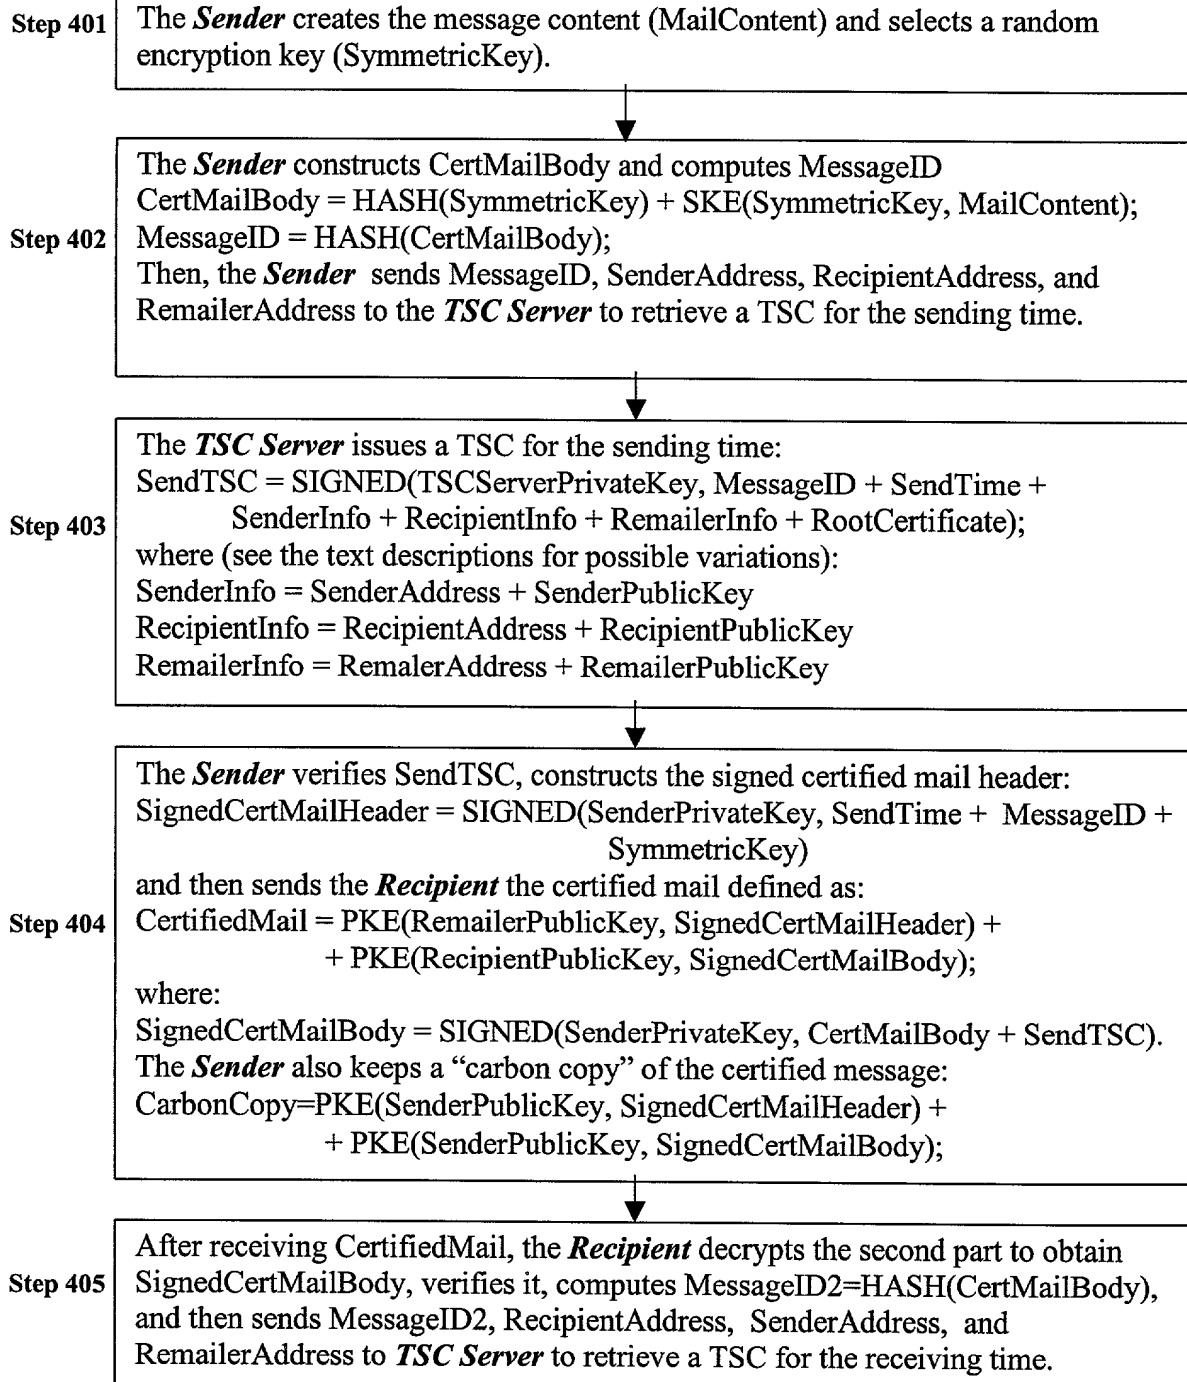 Step 401
The Sender creates the message content (MailContent) and selects a random
encryption key (SymmetricKey).
Step 402
The Sender constructs CertMailBody and computes MessageID
CertMailBody = HASH(SymmetricKey) + SKE(SymmetricKey, MailContent);
MessageID = HASH(CertMailBody);
Then, the Sender sends MessageID, SenderAddress, RecipientAddress, and
RemailerAddress to the TSC Server to retrieve a TSC for the sending time.
Step 403
The TSC Server issues a TSC for the sending time:
SendTSC = SIGNED(TSCServerPrivateKey, MessageID + SendTime +
SenderInfo + RecipientInfo + RemailerInfo + RootCertificate);
where (see the text descriptions for possible variations):
SenderInfo = SenderAddress + SenderPublicKey
RecipientInfo = RecipientAddress + RecipientPublicKey
RemailerInfo = RemalerAddress + RemailerPublicKey
Step 404
The Sender verifies SendTSC, constructs the signed certified mail header:
SignedCertMailHeader = SIGNED(SenderPrivateKey, SendTime + MessageID +
SymmetricKey)
and then sends the Recipient the certified mail defined as:
CertifiedMail = PKE(RemailerPublicKey, SignedCertMailHeader) +
+ PKE(RecipientPublicKey, SignedCertMailBody);
where:
SignedCertMailBody = SIGNED(SenderPrivateKey, CertMailBody + SendTSC).
The Sender also keeps a “carbon copy” of the certified message:
CarbonCopy=PKE(SenderPublicKey, SignedCertMailHeader) +
+ PKE(SenderPublicKey, SignedCertMailBody);
Step 405
After receiving CertifiedMail, the Recipient decrypts the second part to obtain
SignedCertMailBody, verifies it, computes MessageID2=HASH(CertMailBody),
and then sends MessageID2, RecipientAddress, SenderAddress, and
RemailerAddress to TSC Server to retrieve a TSC for the receiving time.